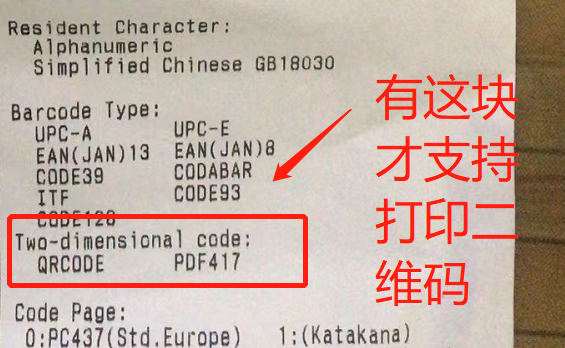 Resident Character:
Alphanumeric
Simplified Chinese GB18030
Barcode Type:
UPC-A UPC-E
EAN(JAN)13 EAN(JAN)8
CODE39 CODABAR
ITF CODE93
CODE128
Two-dimensional code:
QRCODE PDF417
Code Page:
0:PC437(Std.Europe) 1:(Katakana)
有这块
才支持
打印二
维码